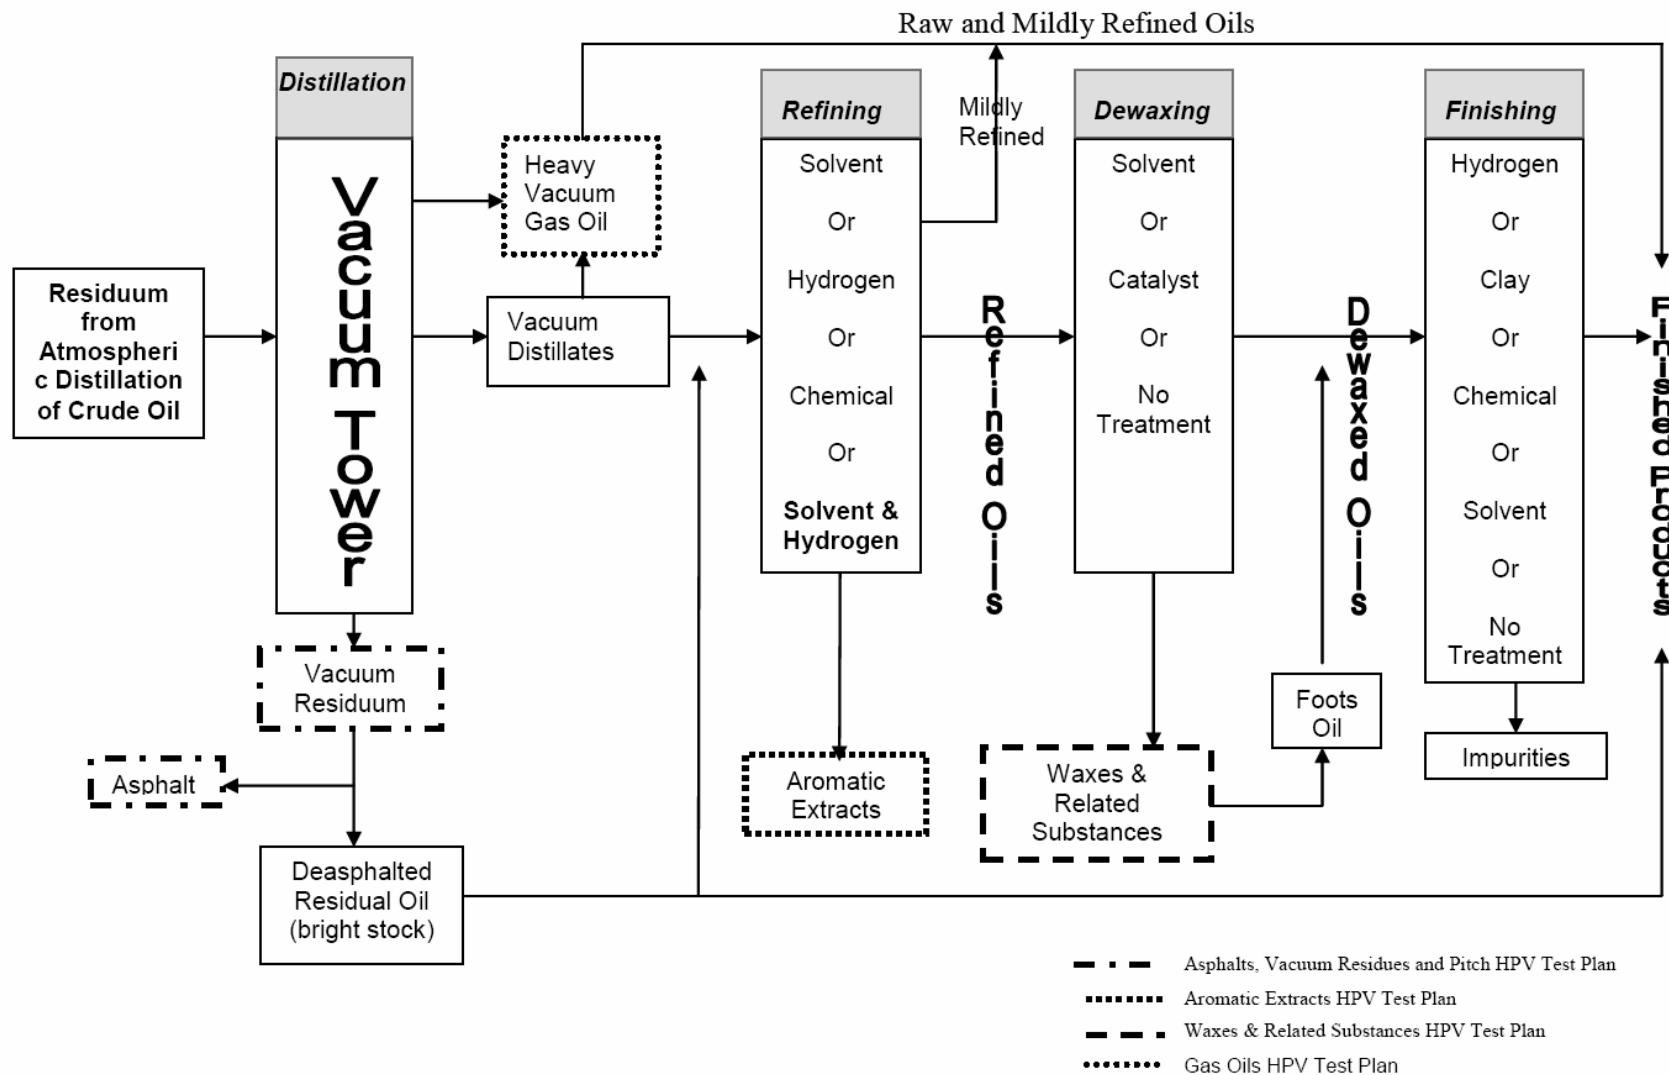 Raw and Mildly Refined Oils
Distillation
Vacuum Tower
Residuum
from
Atmospheri
c Distillation
of Crude Oil
Heavy
Vacuum
Gas Oil
Vacuum
Distillates
Vacuum
Residuum
Asphalt
Deasphalted
Residual Oil
(bright stock)
Refining
Solvent
Or
Hydrogen
Or
Chemical
Or
Solvent &
Hydrogen
Mildly
Refined
Refined Oils
Aromatic
Extracts
Dewaxing
Solvent
Or
Catalyst
Or
No
Treatment
Waxes &
Related
Substances
Foots
Oil
Dewaxed Oils
Finishing
Hydrogen
Or
Clay
Or
Chemical
Or
Solvent
Or
No
Treatment
Impurities
Finished Products
Asphalts, Vacuum Residues and Pitch HPV Test Plan
Aromatic Extracts HPV Test Plan
Waxes & Related Substances HPV Test Plan
Gas Oils HPV Test Plan